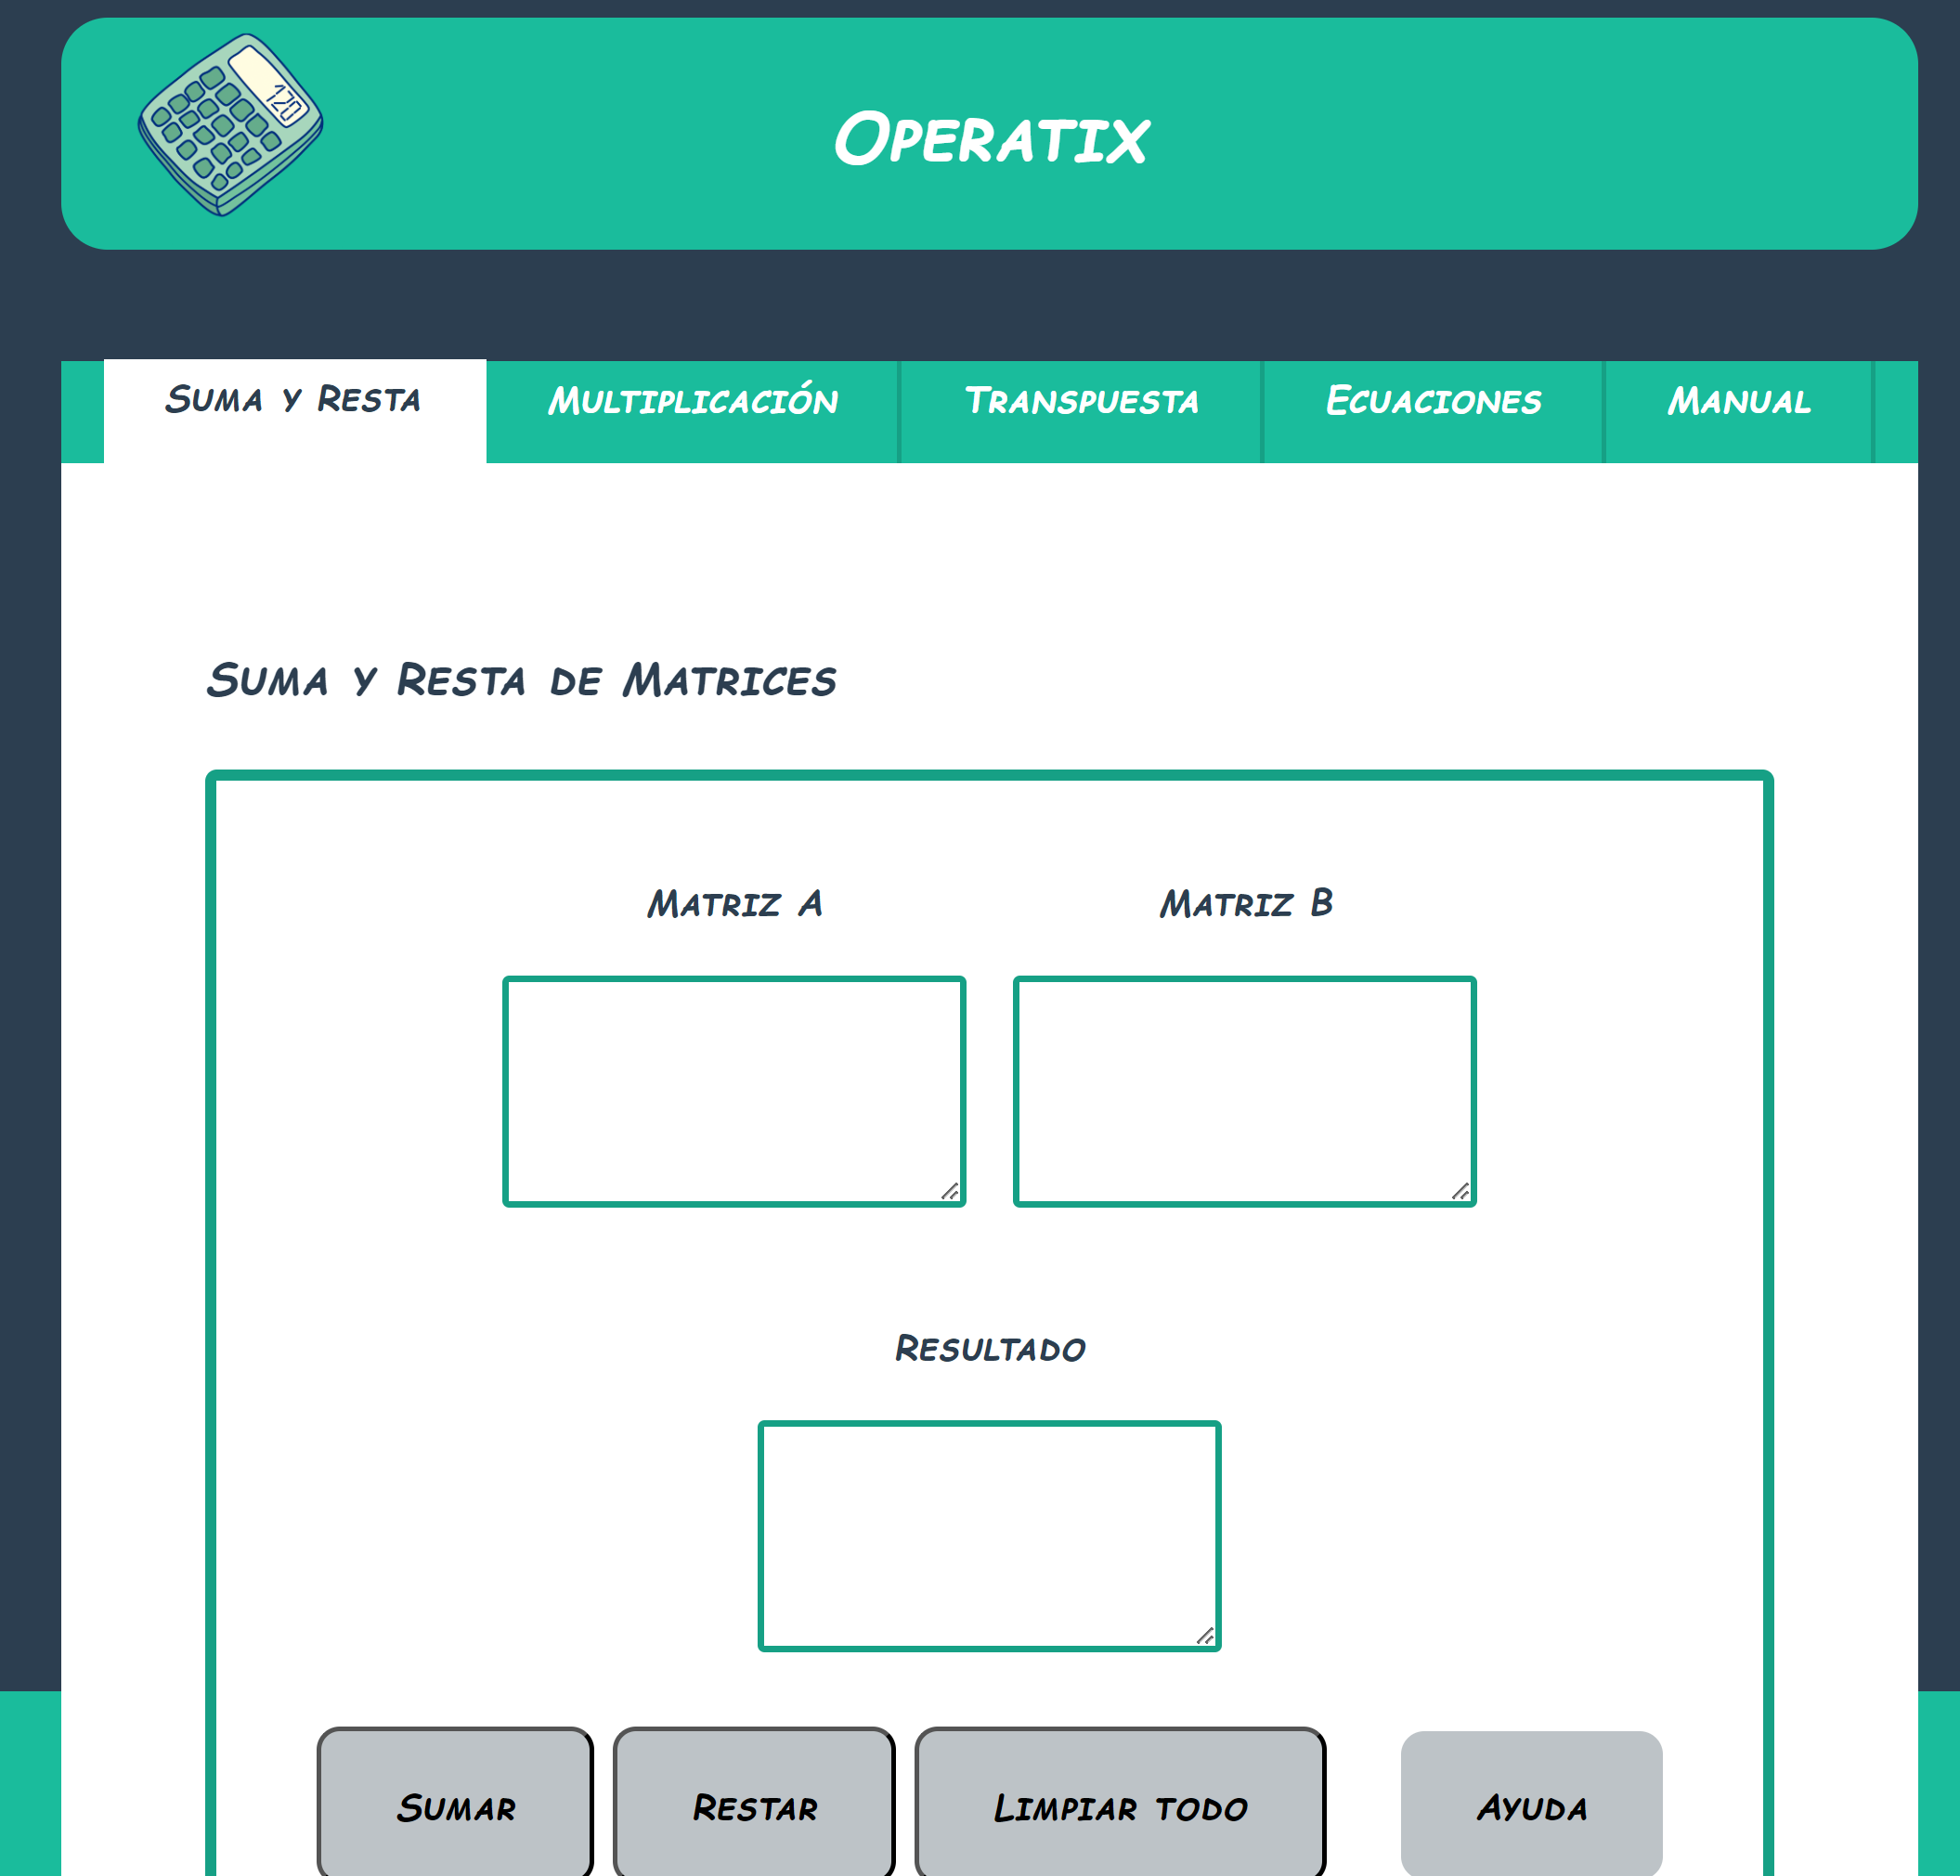 Operatix
Suma y Resta Multiplicación Transpuesta Ecuaciones Manual
Suma y Resta de Matrices
Matriz A Matriz B
Resultado
Sumar Restar Limpiar todo Ayuda